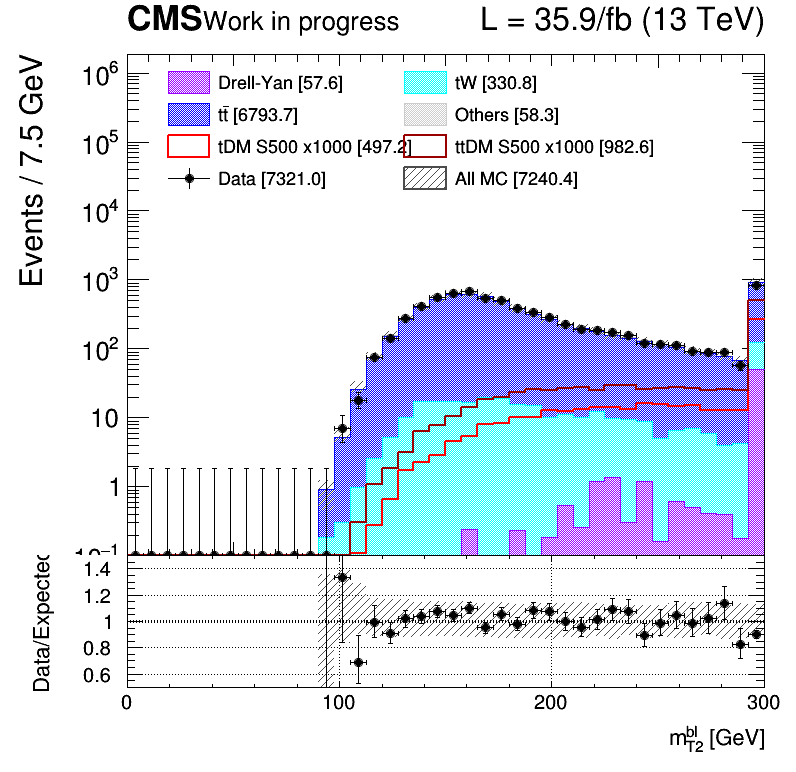 CMS Work in progress L = 35.9/fb (13 TeV)
Events / 7.5 GeV
10⁶
10⁵
10⁴
10³
10²
10
1
10⁻¹
Drell-Yan [57.6] tW [330.8]
tt̄ [6793.7] Others [58.3]
tDM S500 x1000 [497.2] ttDM S500 x1000 [982.6]
Data [7321.0] All MC [7240.4]
Data/Expected
1.4
1.2
1
0.8
0.6
0 100 200 300
m_T2^bl [GeV]